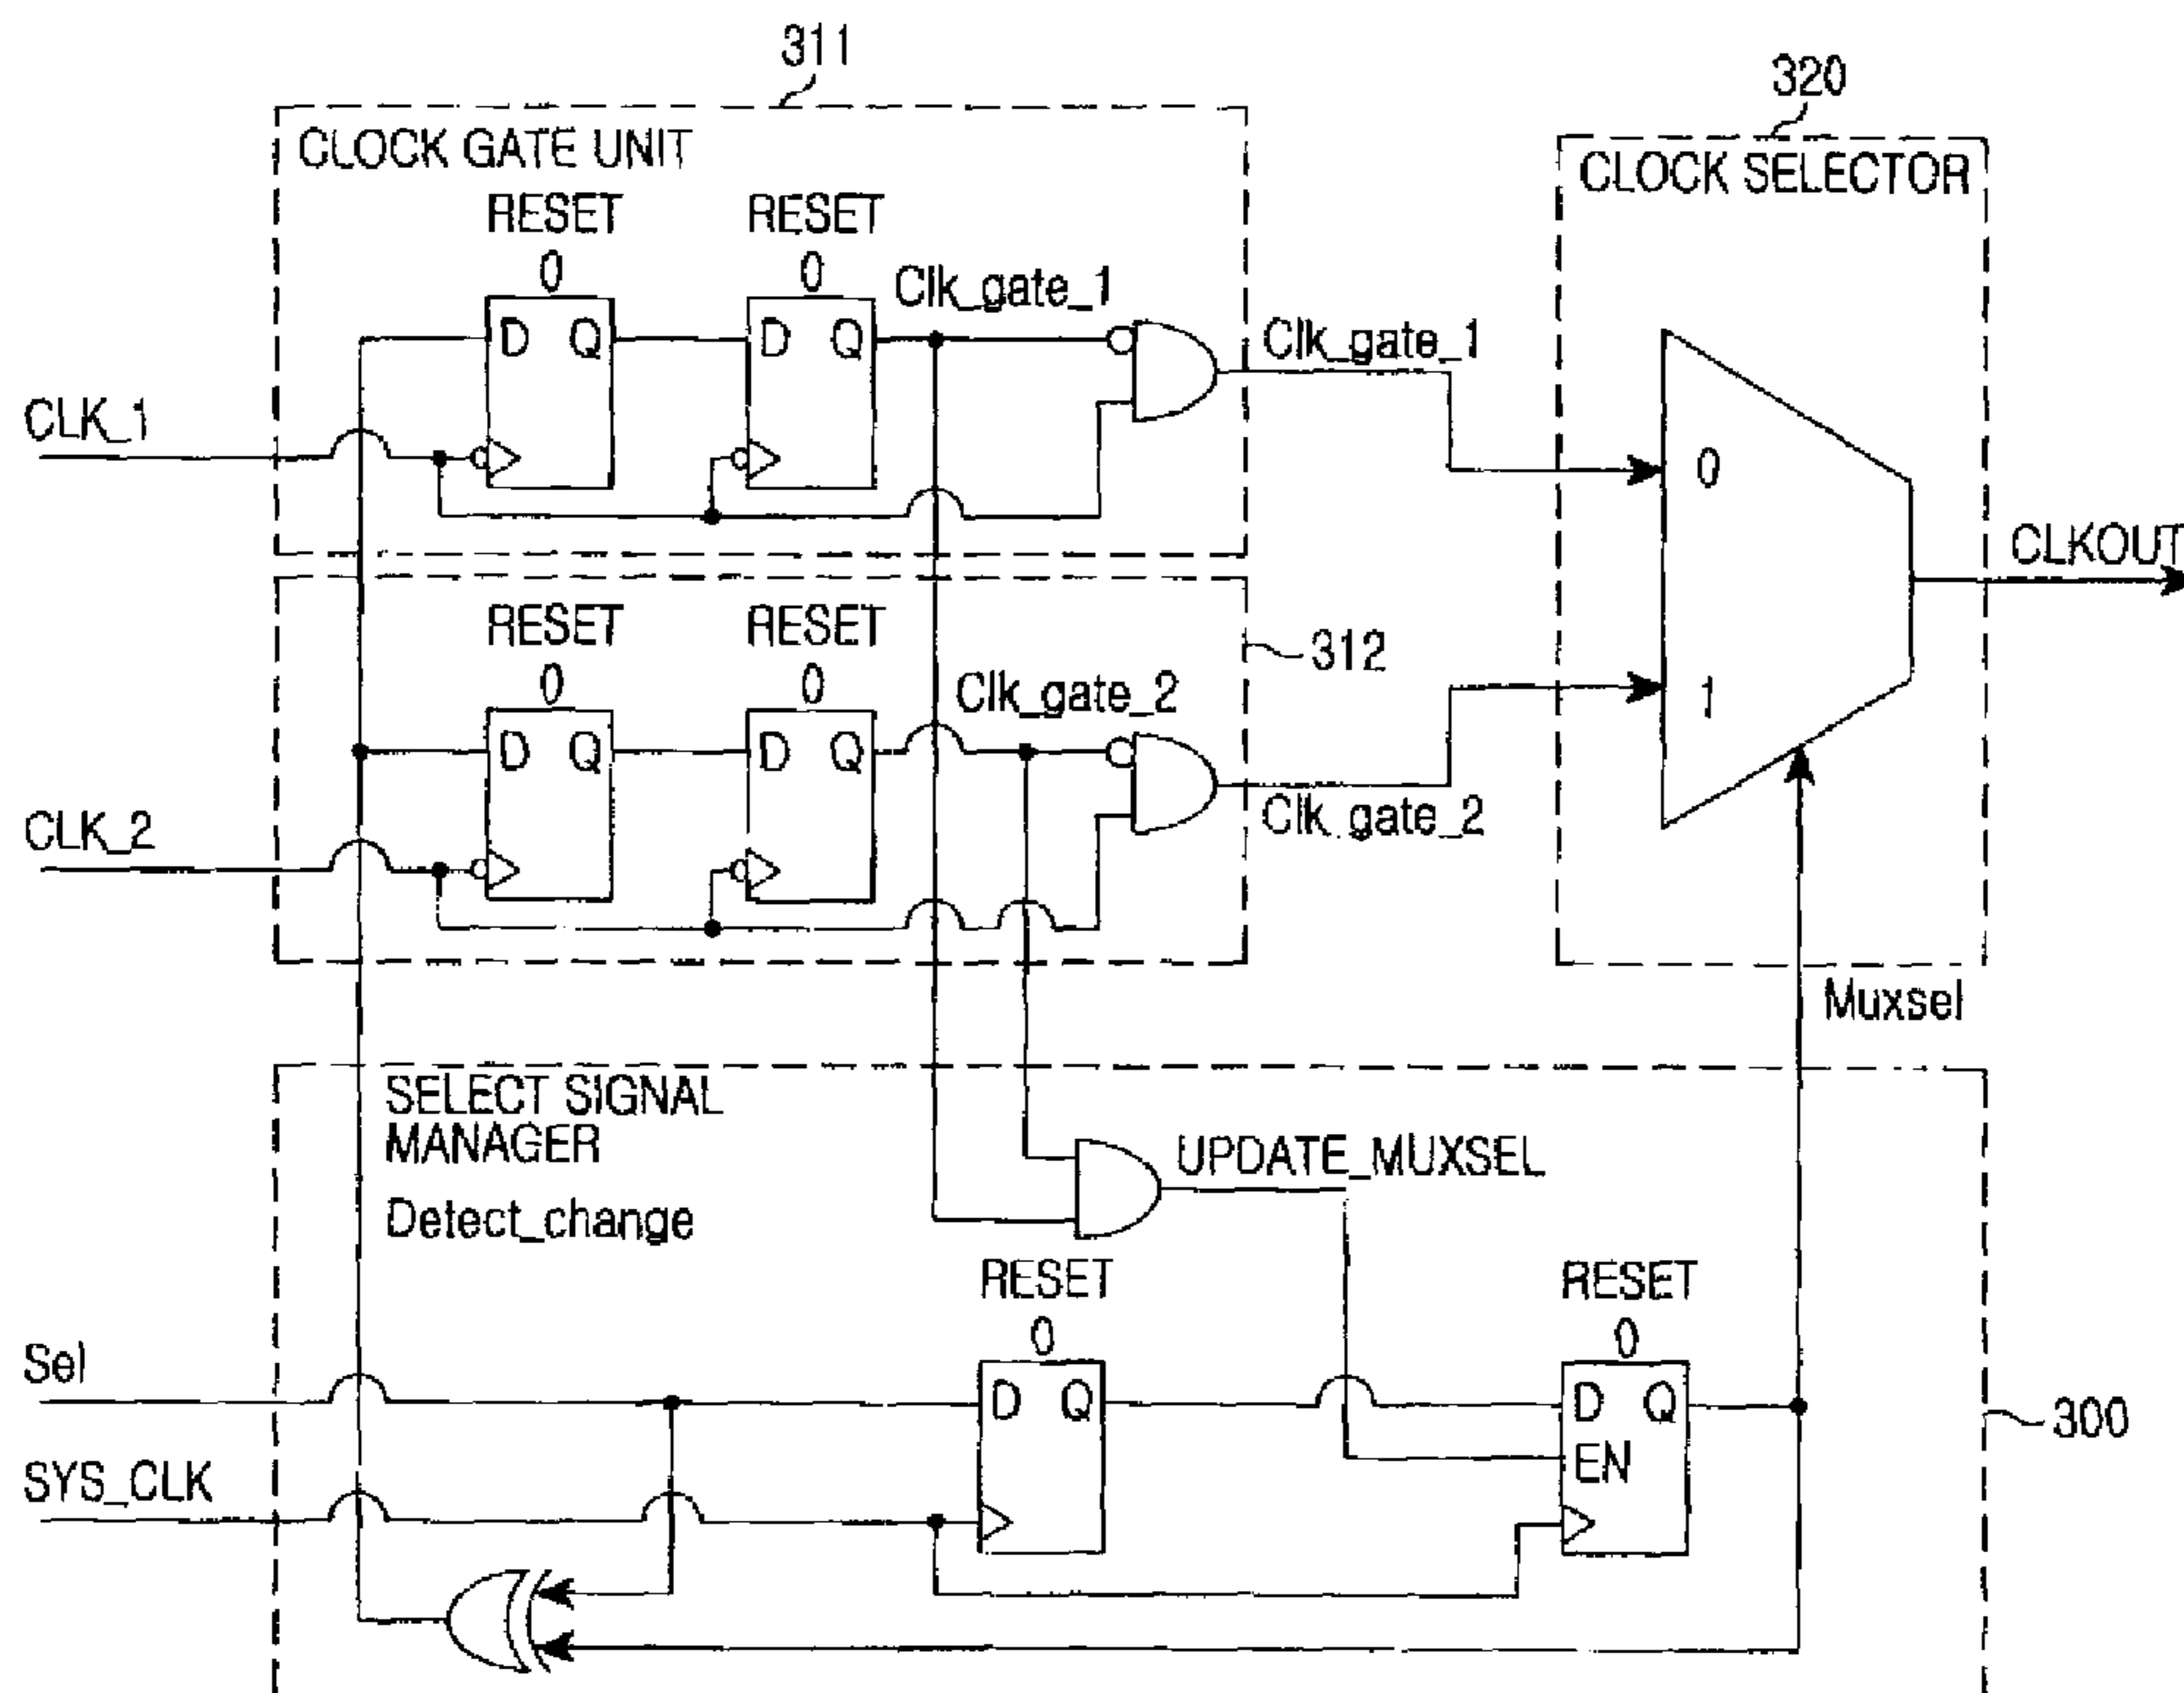 311
320
CLOCK GATE UNIT
CLOCK SELECTOR
RESET
RESET
0
0
Clk_gate_1
D Q
D Q
Clk_gate_1
CLK_1
0
CLKOUT
RESET
RESET
312
0
0
Clk_gate_2
1
D Q
D Q
CLK_2
Clk_gate_2
Muxsel
SELECT SIGNAL
MANAGER
UPDATE_MUXSEL
Detect_change
RESET
RESET
0
0
Sel
D Q
D Q
300
EN
SYS_CLK